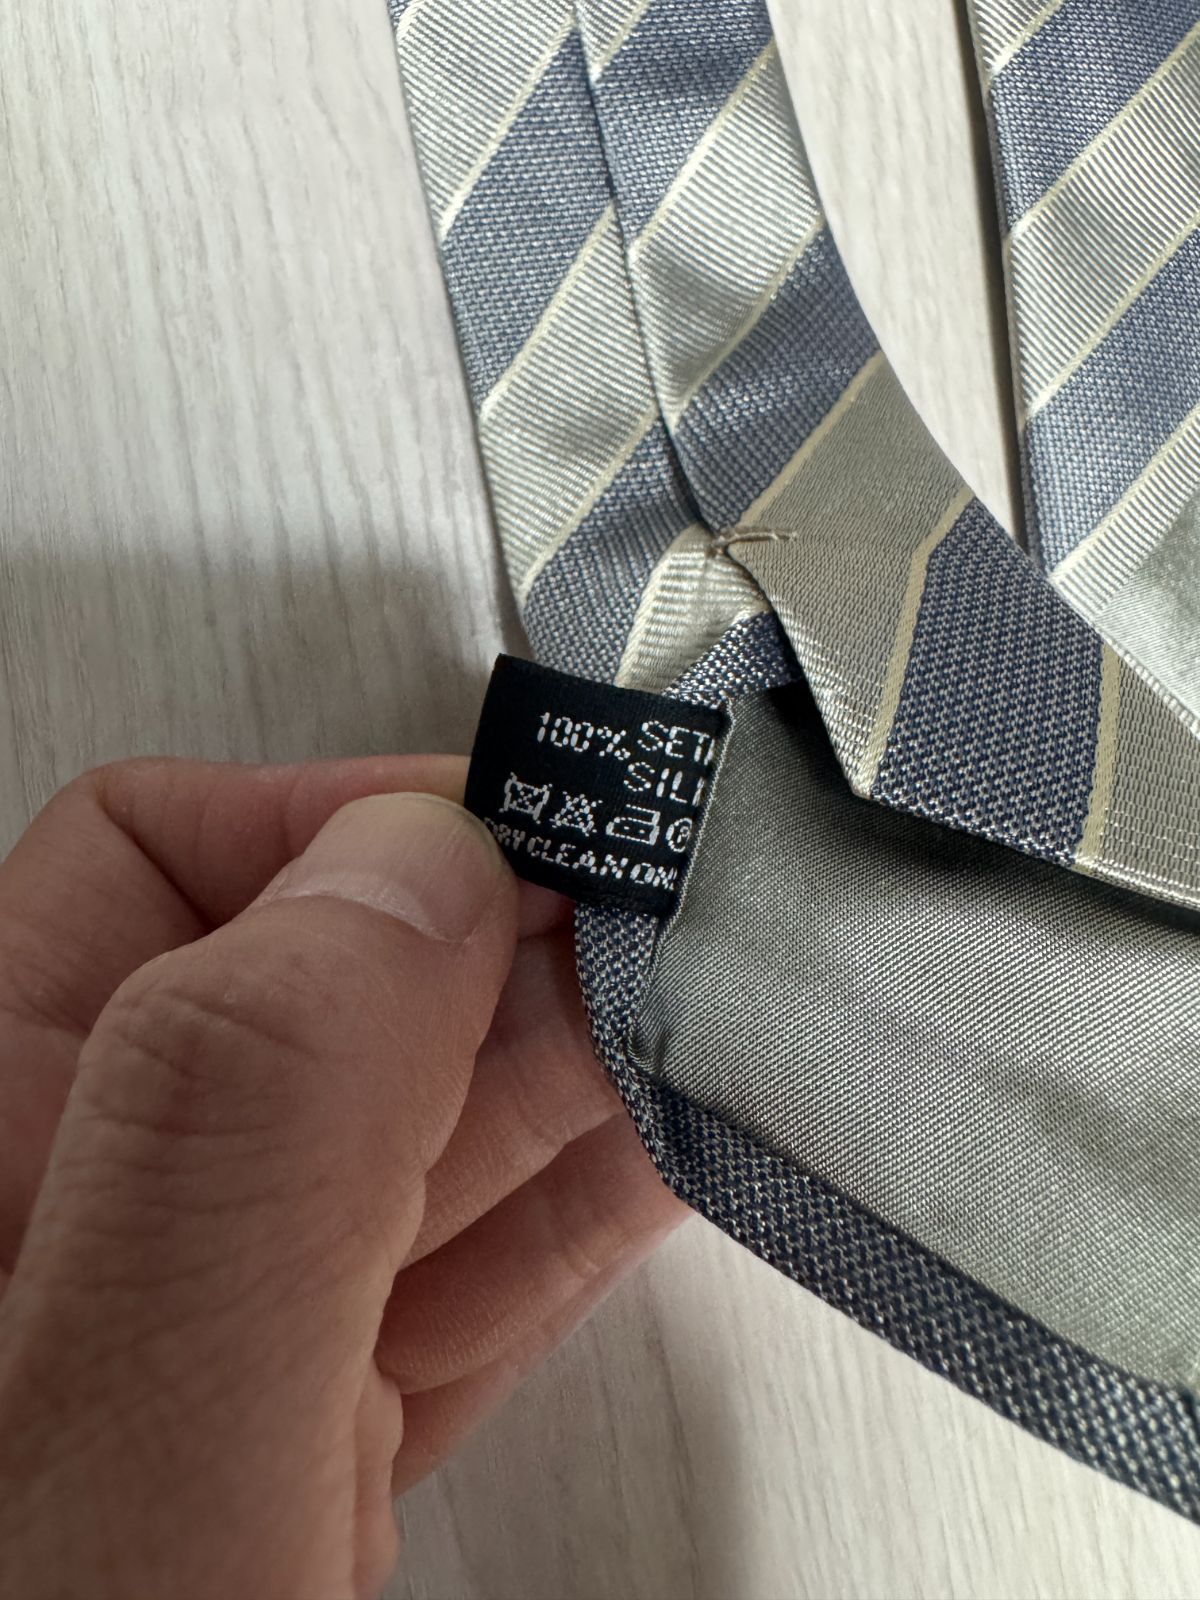 100% SET
SIL
DRY CLEAN ON